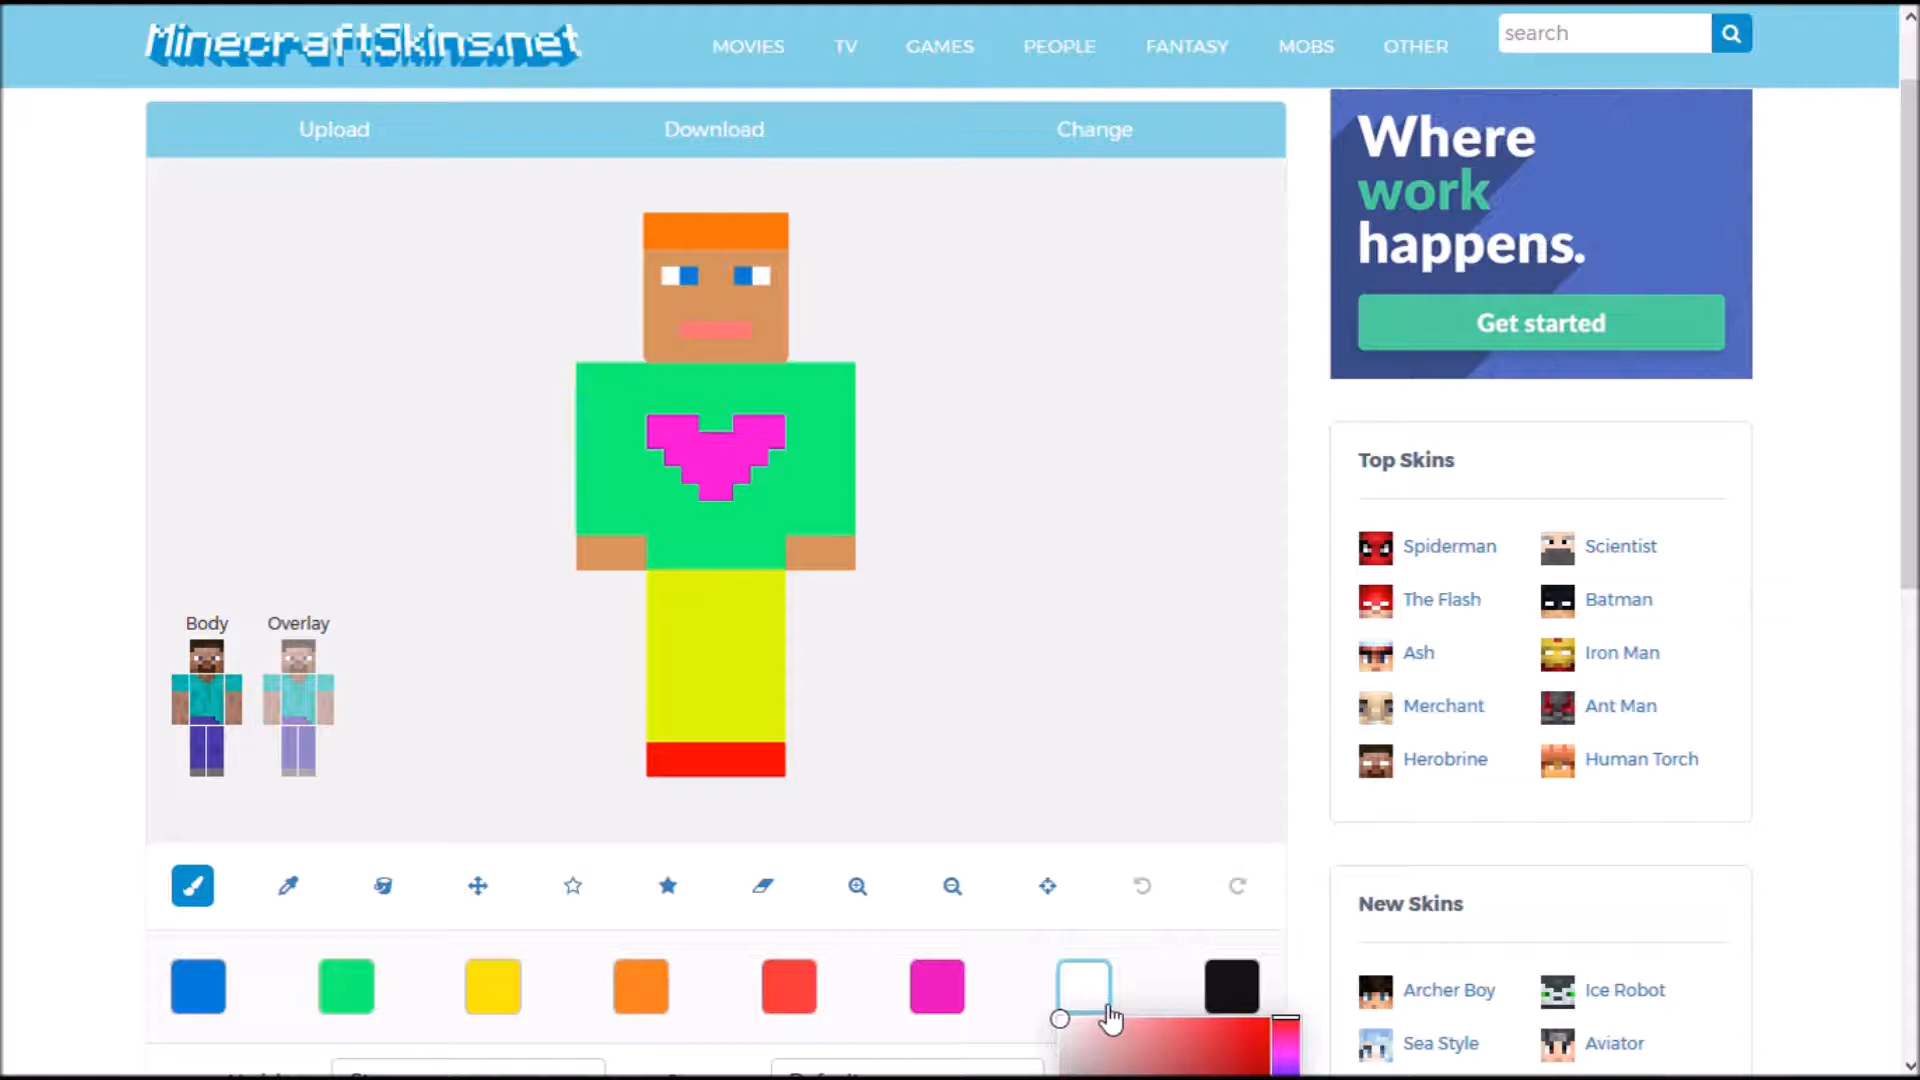 MinecraftSkins.net
MOVIES TV GAMES PEOPLE FANTASY MOBS OTHER
search
Upload Download Change
Where
work
happens.
Get started
Top Skins
Spiderman Scientist
The Flash Batman
Ash Iron Man
Merchant Ant Man
Herobrine Human Torch
Body Overlay
New Skins
Archer Boy Ice Robot
Sea Style Aviator